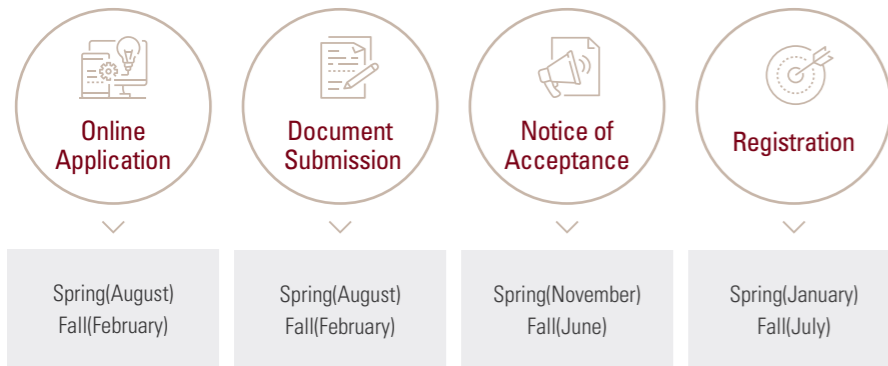 Online
Application
Document
Submission
Notice of
Acceptance
Registration
Spring(August)
Fall(February)
Spring(August)
Fall(February)
Spring(November)
Fall(June)
Spring(January)
Fall(July)